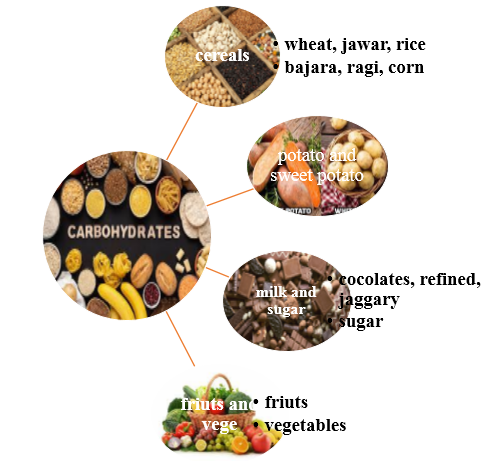 cereals
• wheat, jawar, rice
• bajara, ragi, corn
potato and
sweet potato
POTATO
CARBOHYDRATES
milk and
sugar
• cocolates, refined,
jaggary
• sugar
friuts and
vege
• friuts
• vegetables